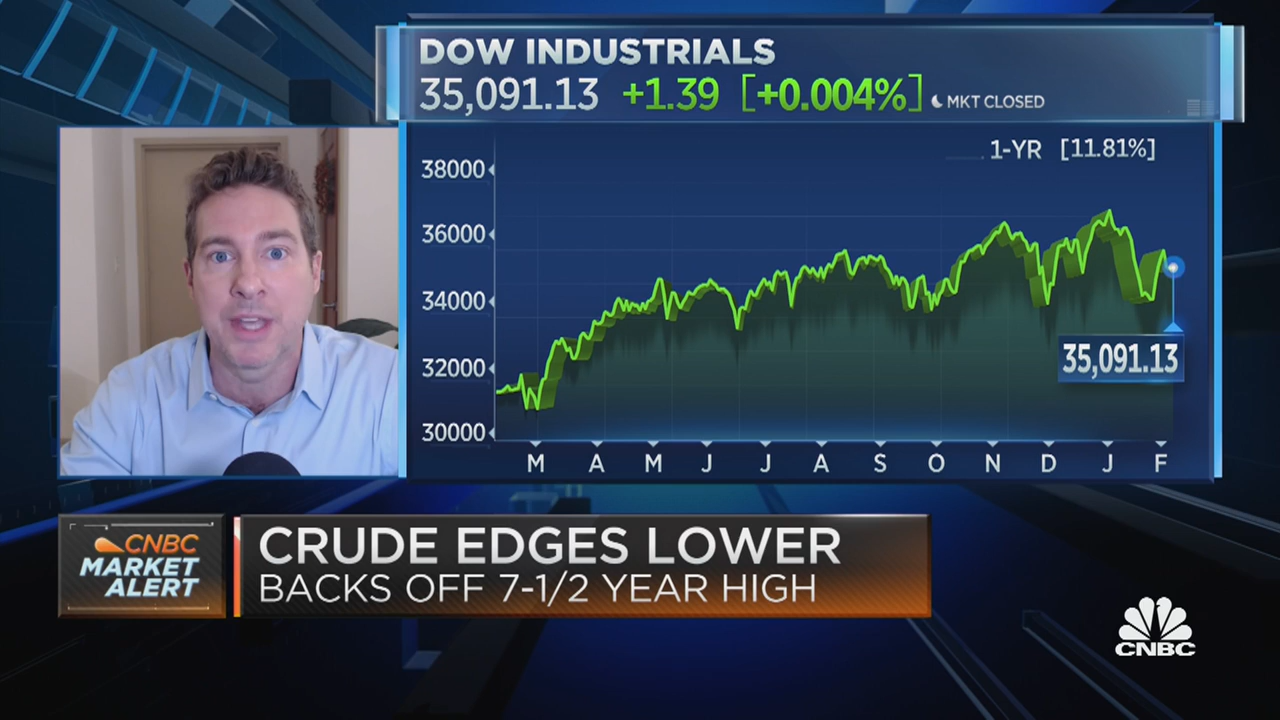 DOW INDUSTRIALS
35,091.13 +1.39 [+0.004%] MKT CLOSED
1-YR [11.81%]
38000
36000
34000
32000
30000
35,091.13
M A M J J A S O N D J F
CNBC
MARKET
ALERT
CRUDE EDGES LOWER
BACKS OFF 7-1/2 YEAR HIGH
CNBC